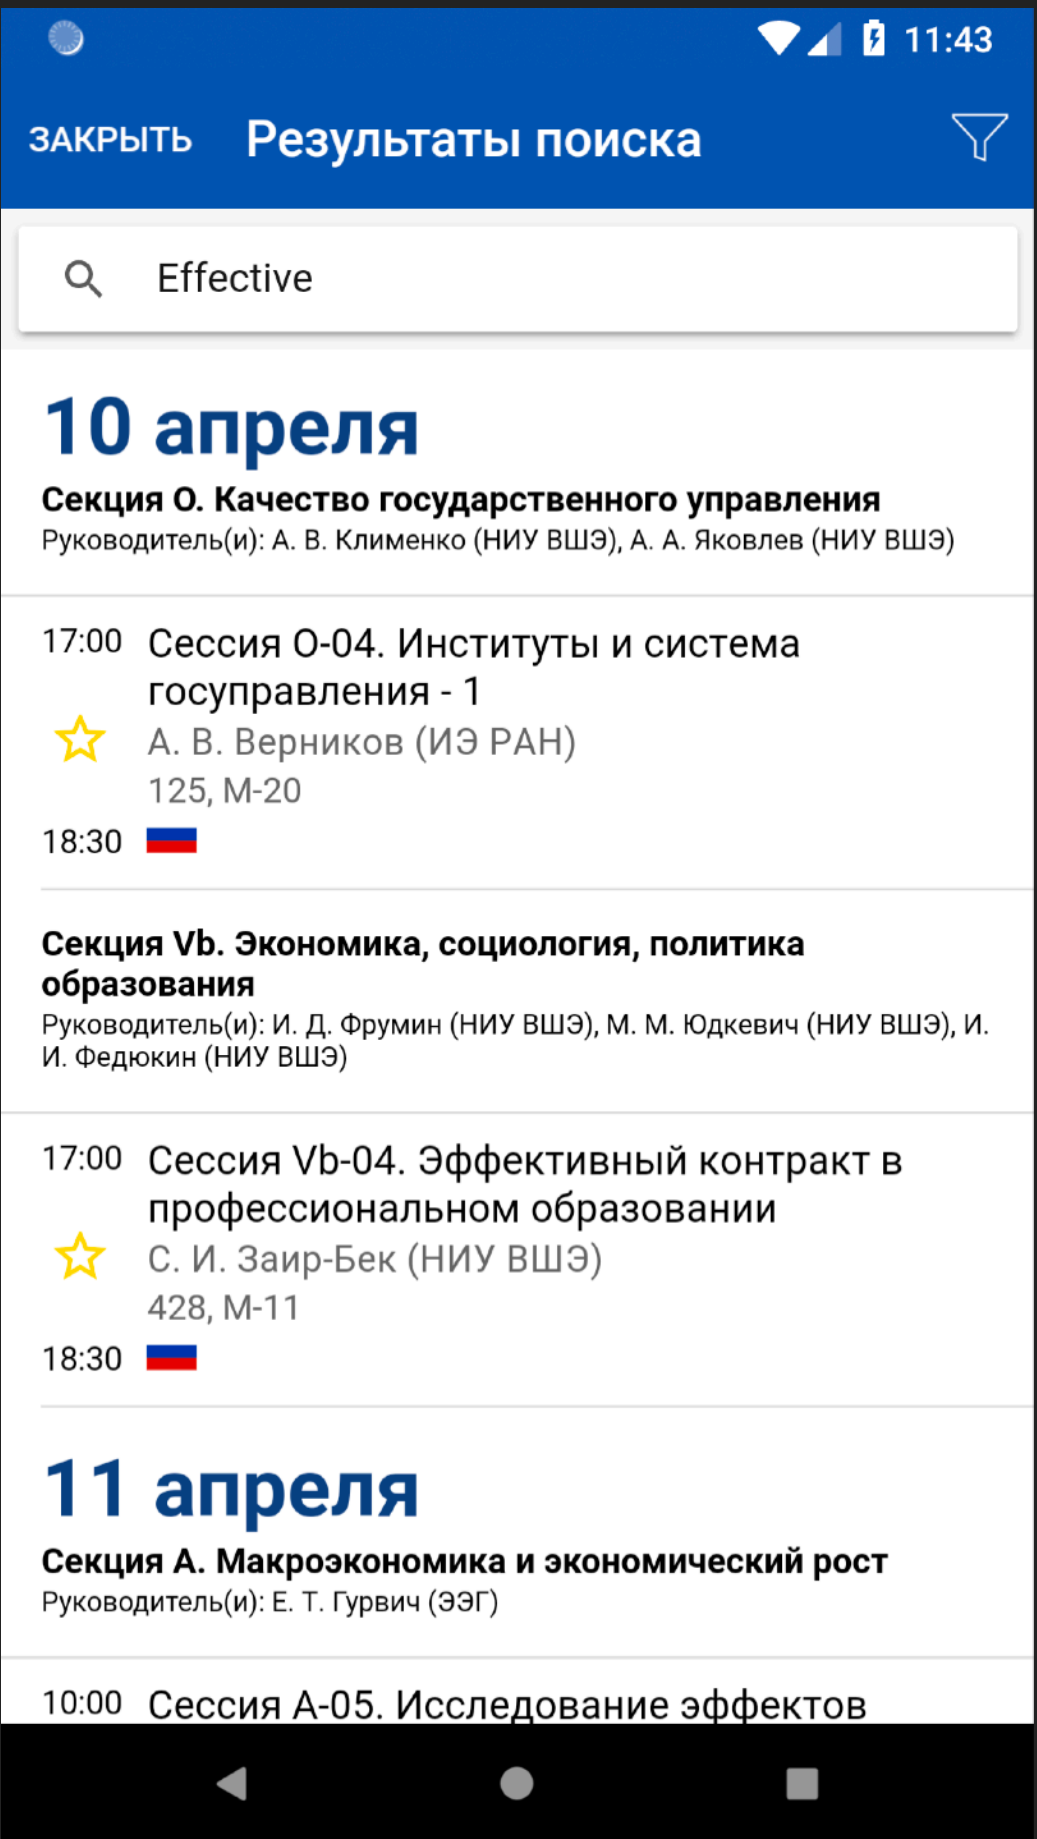 11:43
ЗАКРЫТЬ Результаты поиска
Effective
10 апреля
Секция O. Качество государственного управления
Руководитель(и): А. В. Клименко (НИУ ВШЭ), А. А. Яковлев (НИУ ВШЭ)
17:00 Сессия O-04. Институты и система
госуправления - 1
А. В. Верников (ИЭ РАН)
125, М-20
18:30
Секция Vb. Экономика, социология, политика
образования
Руководитель(и): И. Д. Фрумин (НИУ ВШЭ), М. М. Юдкевич (НИУ ВШЭ), И.
И. Федюкин (НИУ ВШЭ)
17:00 Сессия Vb-04. Эффективный контракт в
профессиональном образовании
С. И. Заир-Бек (НИУ ВШЭ)
428, М-11
18:30
11 апреля
Секция A. Макроэкономика и экономический рост
Руководитель(и): Е. Т. Гурвич (ЭЭГ)
10:00 Сессия A-05. Исследование эффектов